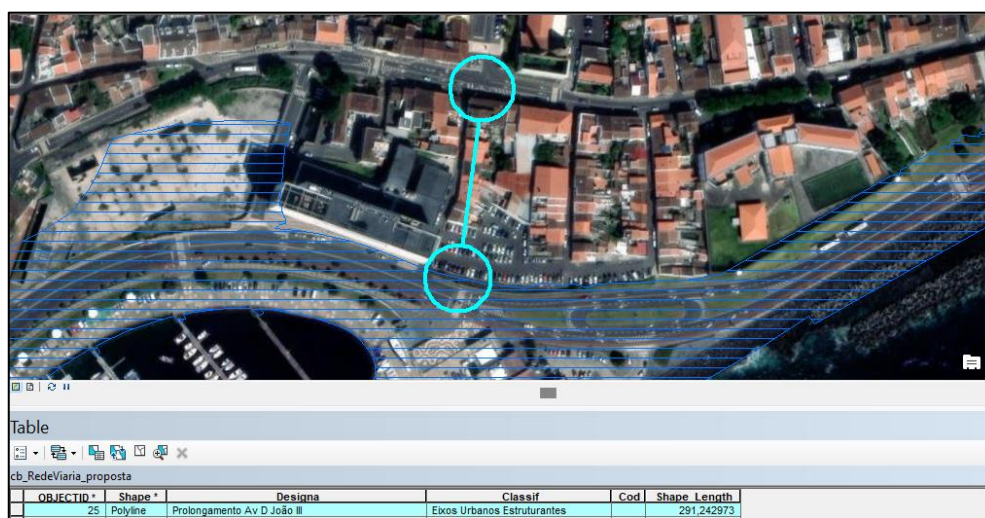 Table
cb_RedeViaria_proposta
OBJECTID * Shape * Designa Classif Cod Shape_Length
25 Polyline Prolongamento Av D João III Eixos Urbanos Estruturantes 291,242973